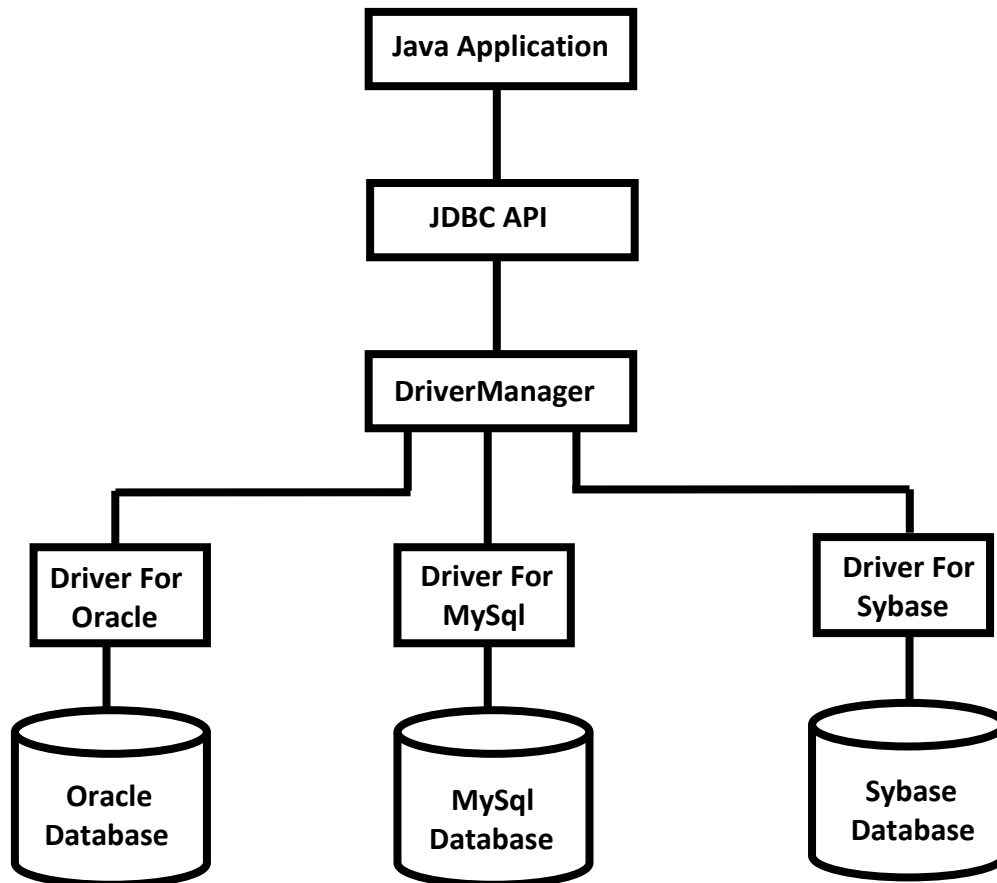 Java Application
JDBC API
DriverManager
Driver For
Oracle
Driver For
MySql
Driver For
Sybase
Oracle
Database
MySql
Database
Sybase
Database